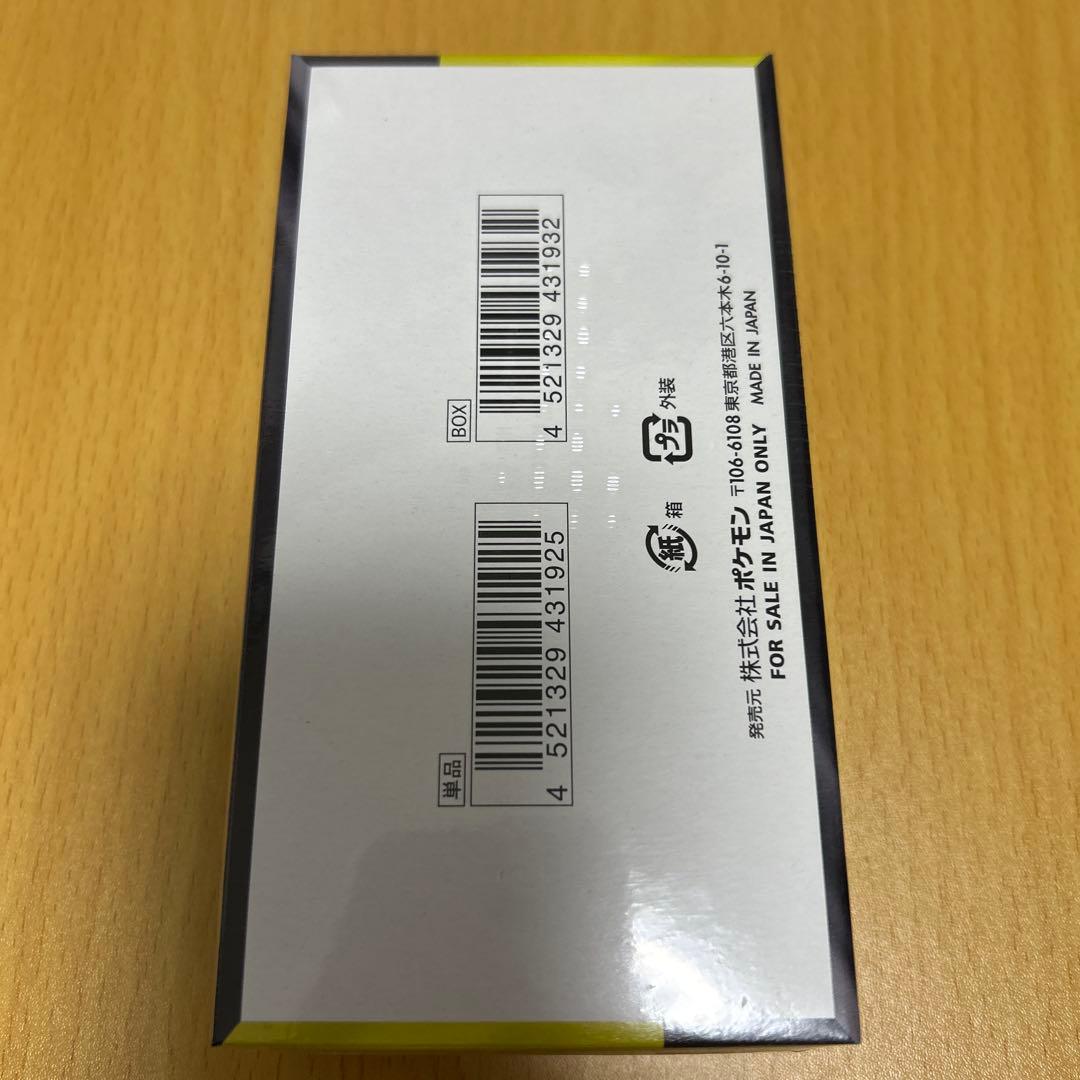 単品
4 521329 431925
BOX
4 521329 431932
紙 箱
プラ 外装
発売元 株式会社 ポケモン 〒106-6108 東京都港区六本木6-10-1
FOR SALE IN JAPAN ONLY MADE IN JAPAN